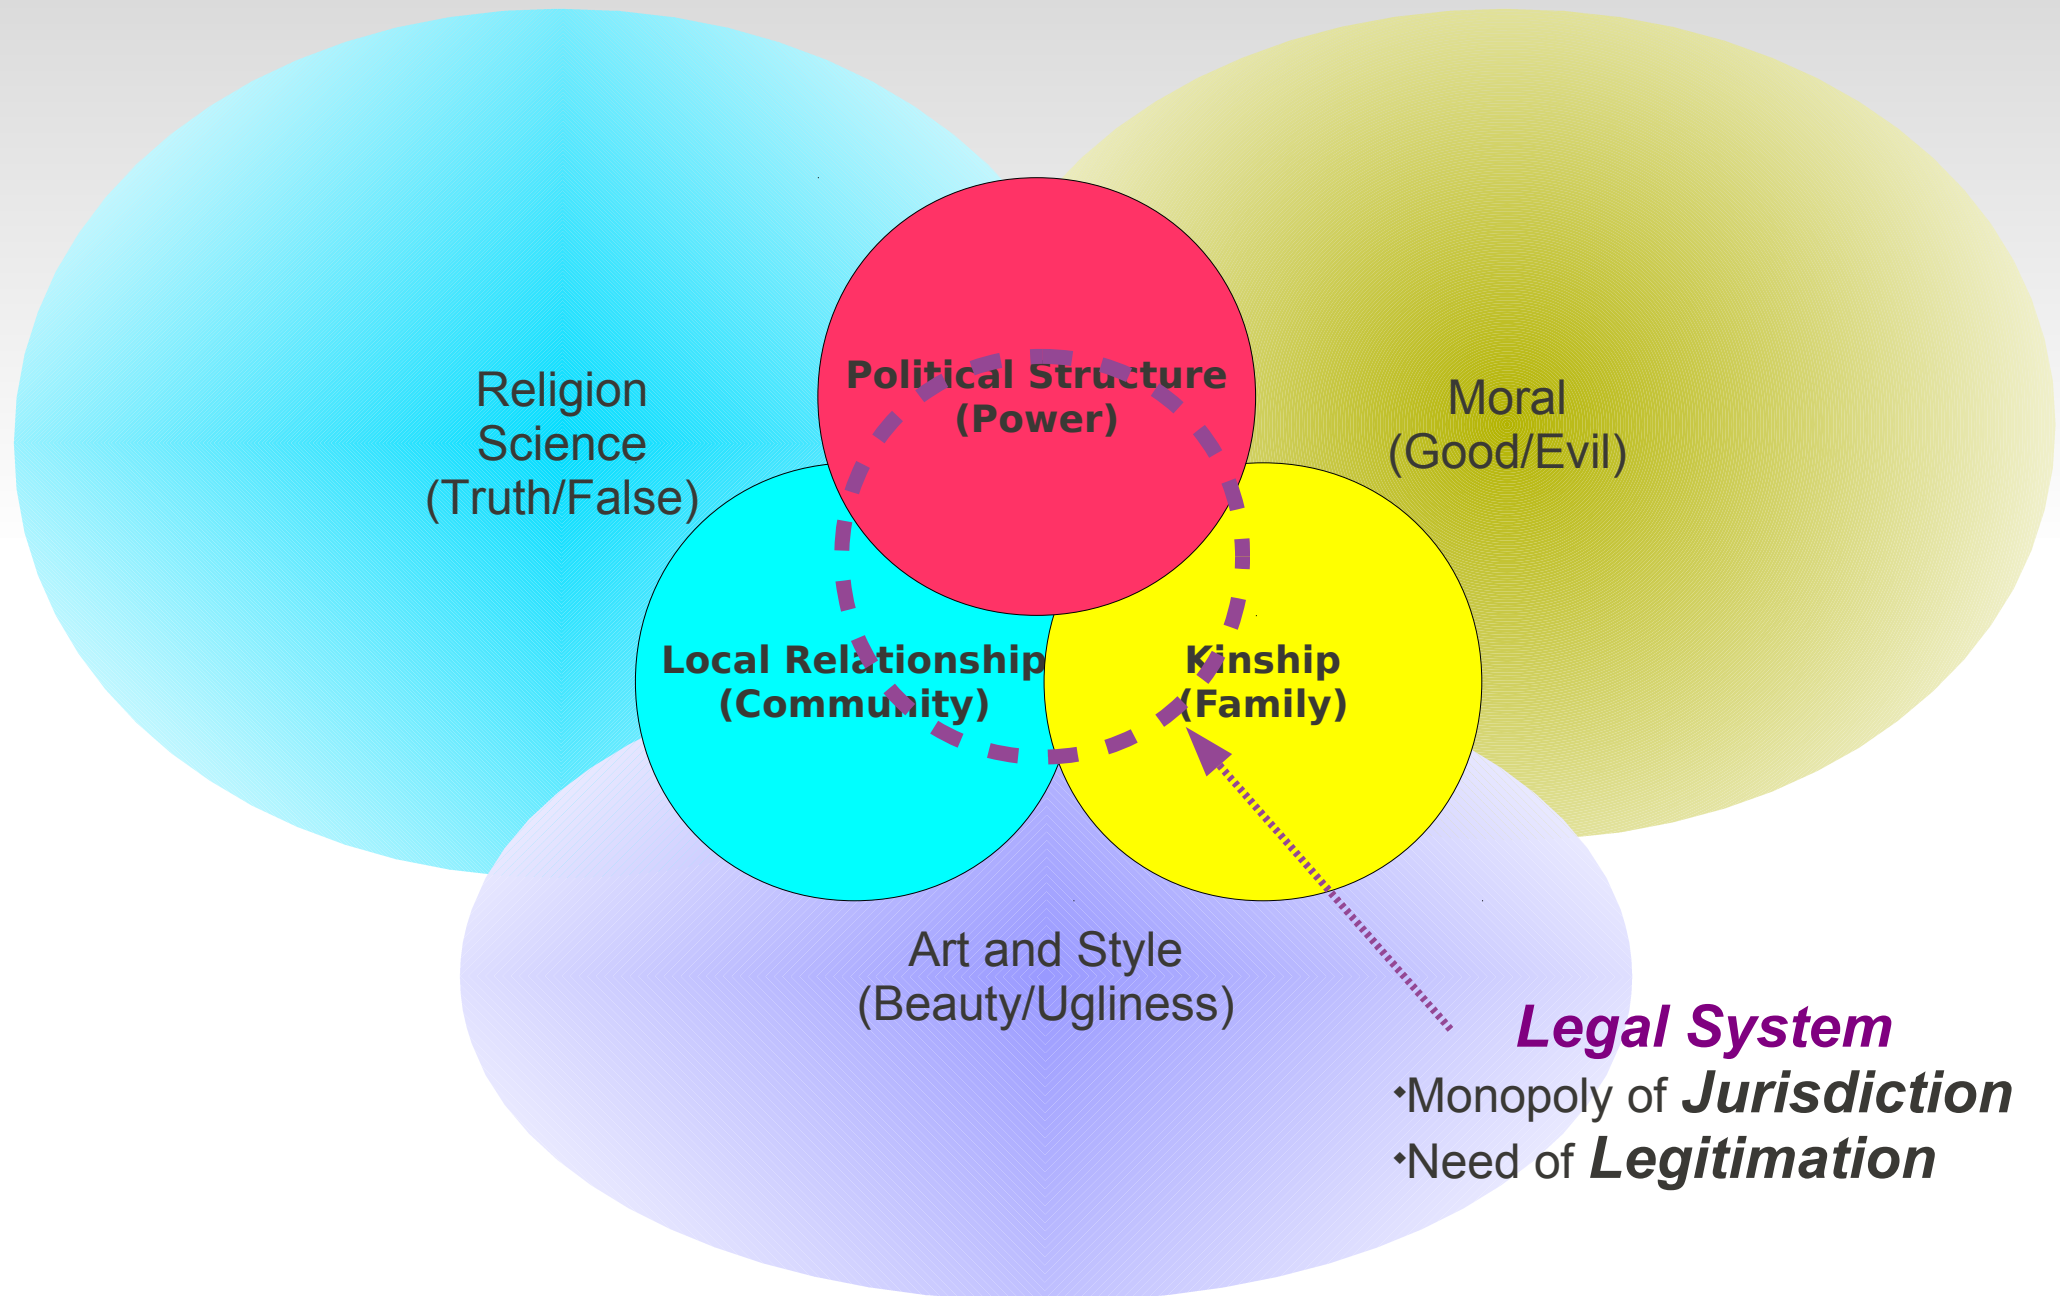 Religion
Science
(Truth/False)
Political Structure
(Power)
Moral
(Good/Evil)
Local Relationship
(Community)
Kinship
(Family)
Art and Style
(Beauty/Ugliness)
Legal System
•Monopoly of Jurisdiction
•Need of Legitimation